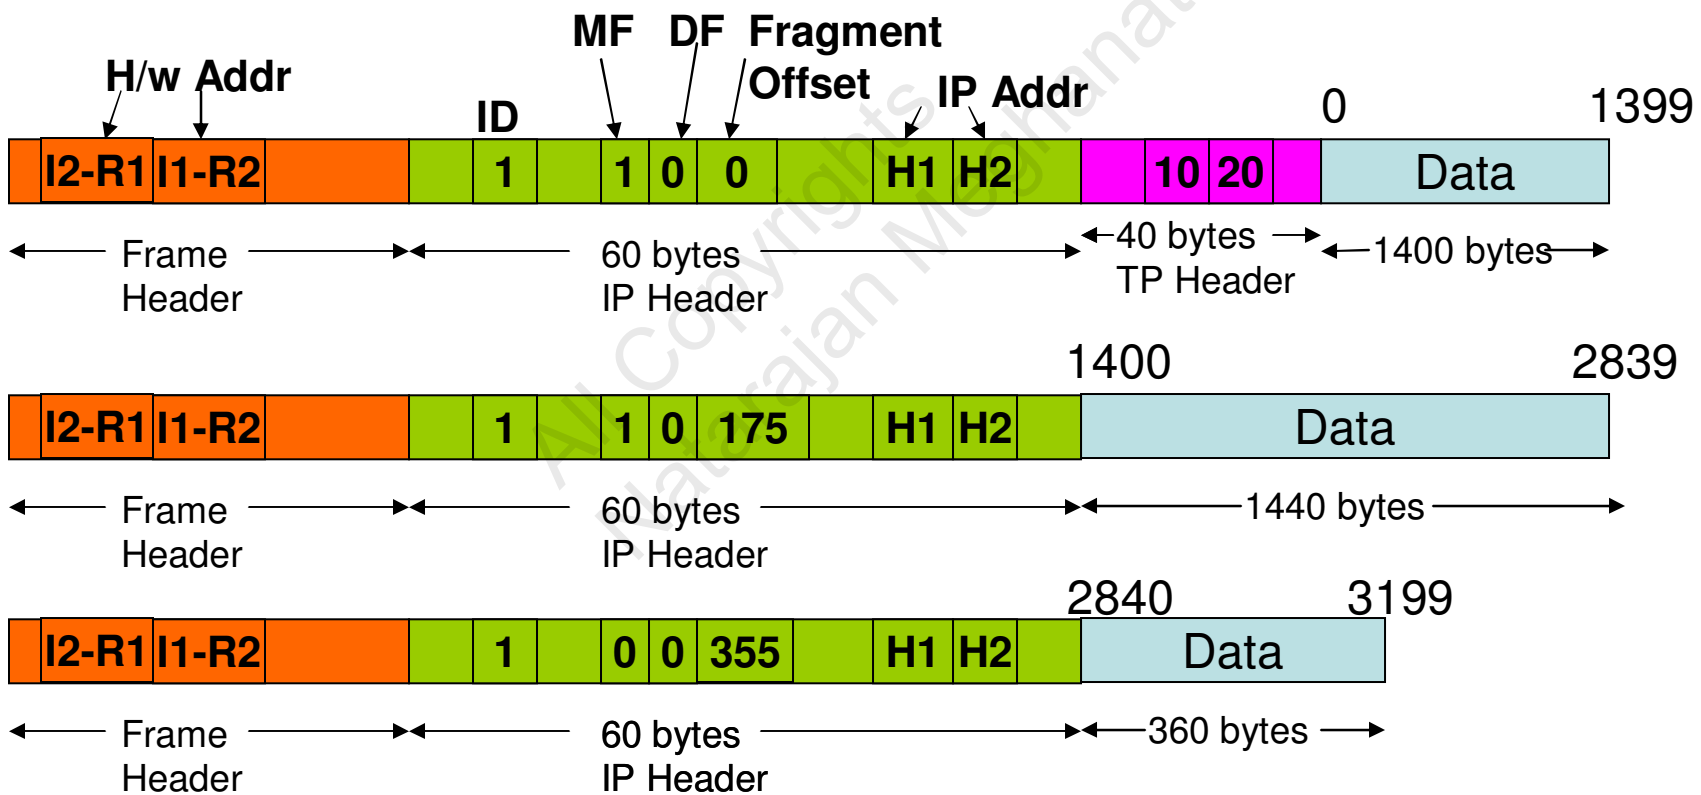 MF DF Fragment
Offset
H/w Addr
ID
IP Addr
0 1399
I2-R1 I1-R2 1 1 0 0 H1 H2 10 20 Data
Frame
Header
60 bytes
IP Header
40 bytes
TP Header
1400 bytes
1400 2839
I2-R1 I1-R2 1 1 0 175 H1 H2 Data
Frame
Header
60 bytes
IP Header
1440 bytes
2840 3199
I2-R1 I1-R2 1 0 0 355 H1 H2 Data
Frame
Header
60 bytes
IP Header
360 bytes
All Copyrights
Natarajan Meghanat